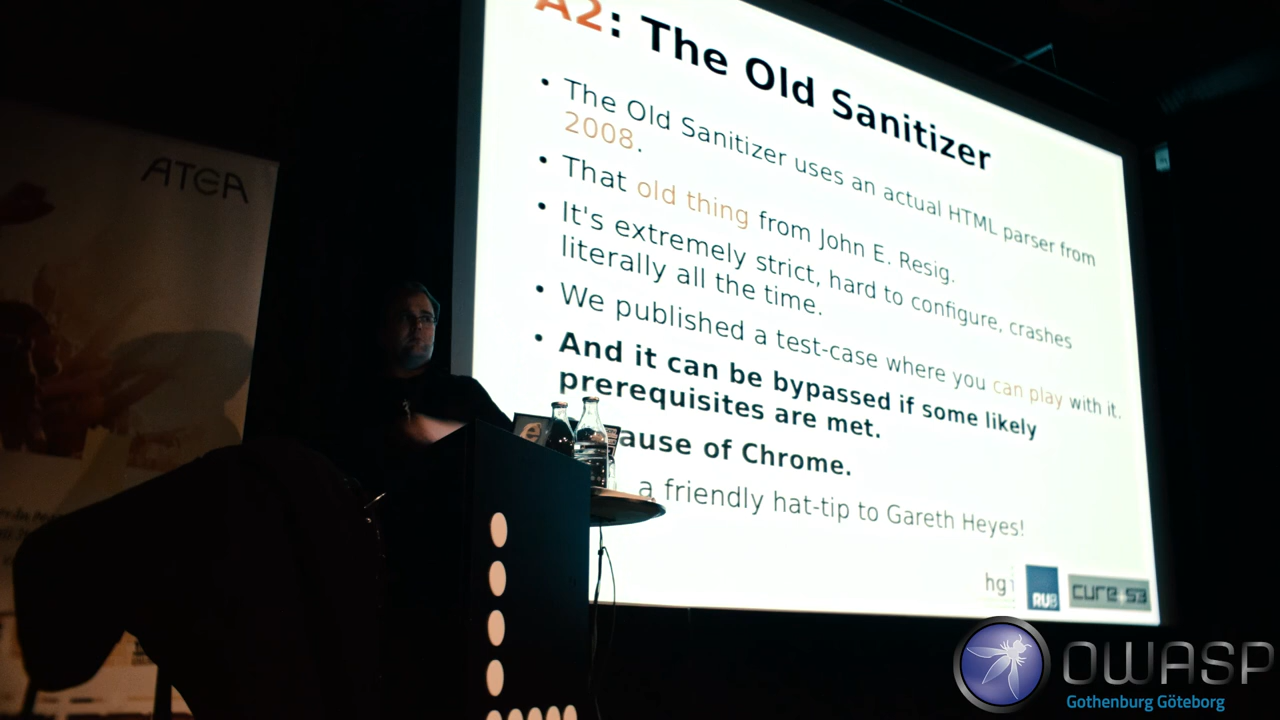 A2: The Old Sanitizer
• The Old Sanitizer uses an actual HTML parser from
2008.
• That old thing from John E. Resig.
• It's extremely strict, hard to configure, crashes
literally all the time.
• We published a test-case where you can play with it.
• And it can be bypassed if some likely
prerequisites are met.
ause of Chrome.
a friendly hat-tip to Gareth Heyes!
hgi
RUB
cure+53
ATEA
OWASP
Gothenburg Göteborg